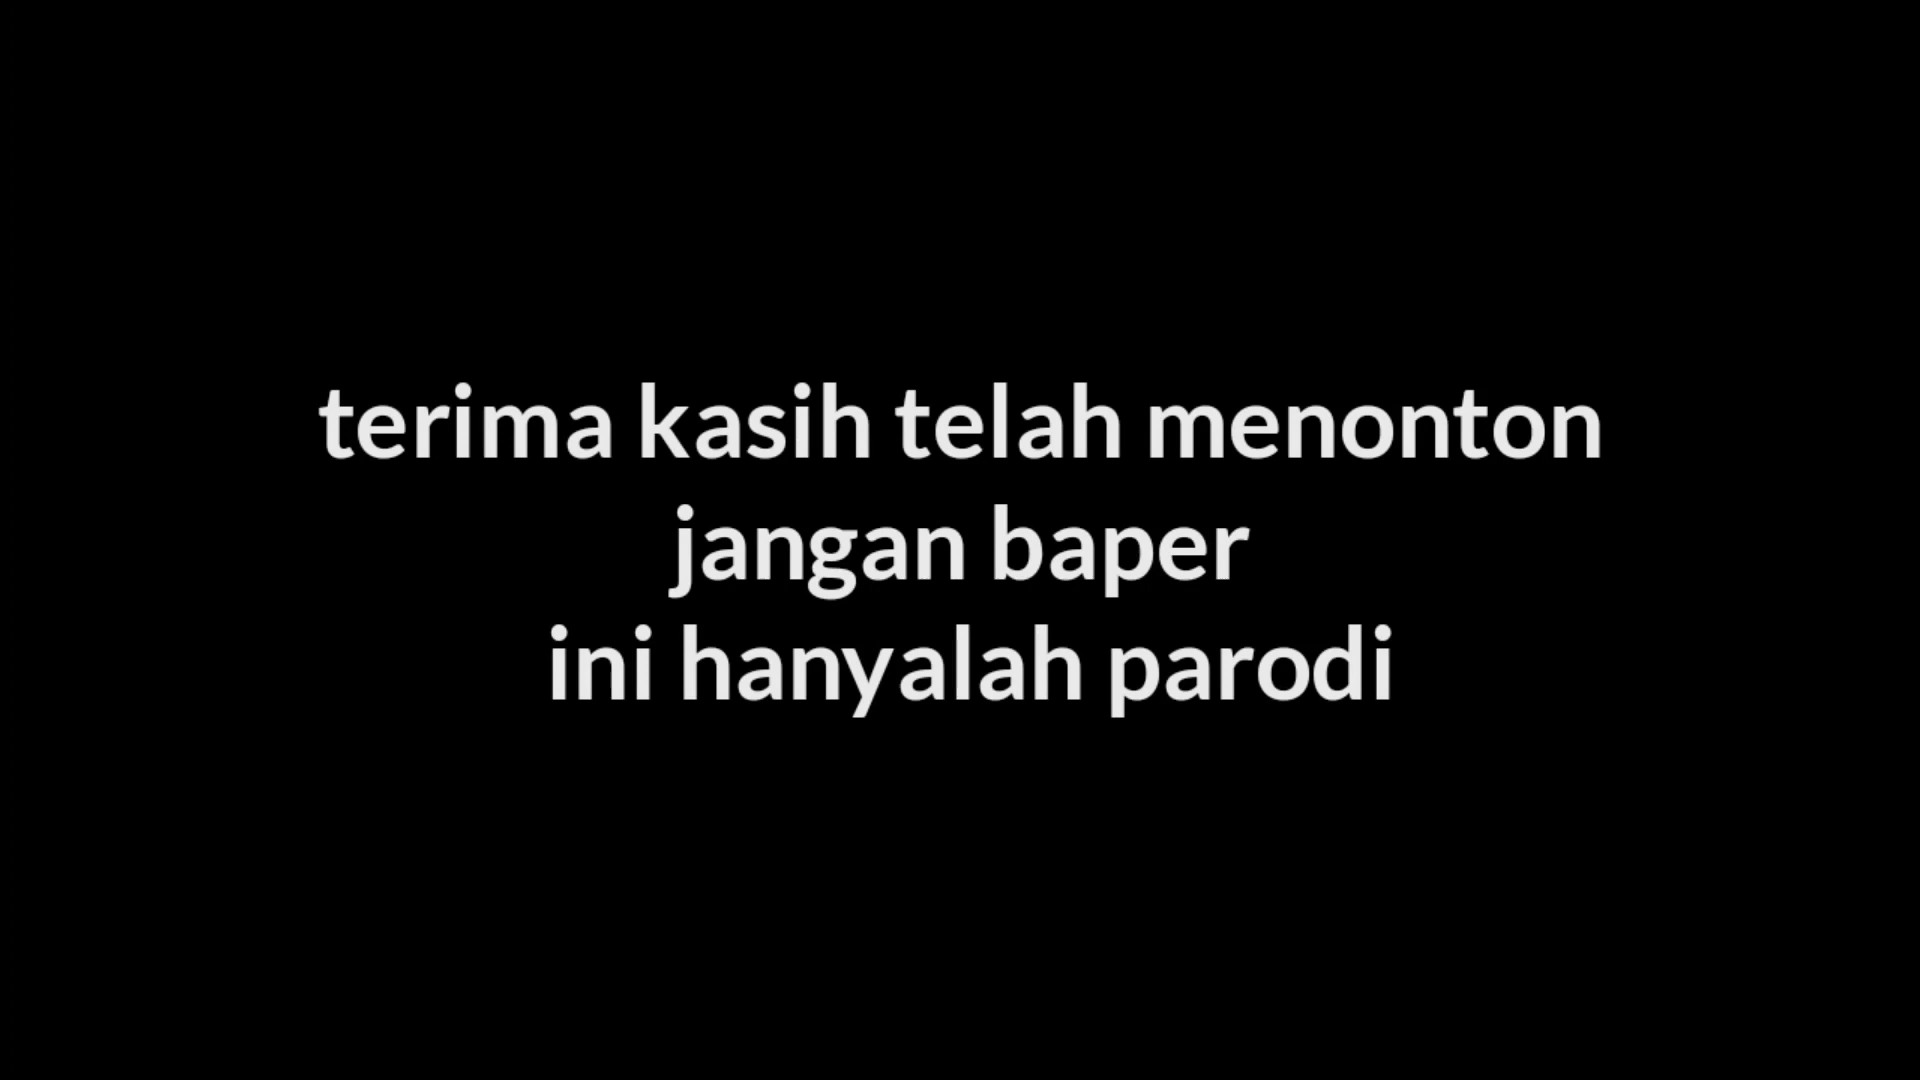 terima kasih telah menonton
jangan baper
ini hanyalah parodi